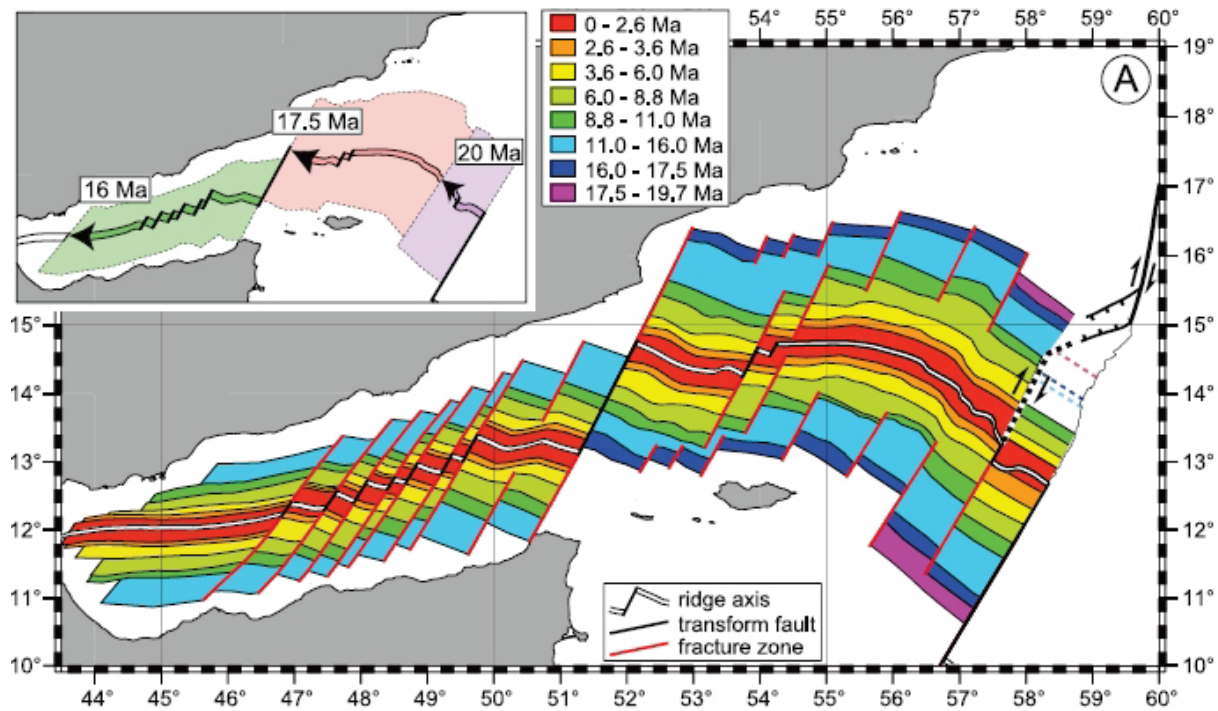 54° 55° 56° 57° 58° 59° 60°
19°
18°
17°
16°
15°
14°
13°
12°
11°
10°
A
0 - 2.6 Ma
2.6 - 3.6 Ma
3.6 - 6.0 Ma
6.0 - 8.8 Ma
8.8 - 11.0 Ma
11.0 - 16.0 Ma
16.0 - 17.5 Ma
17.5 - 19.7 Ma
17.5 Ma
20 Ma
16 Ma
15°
14°
13°
12°
11°
10°
ridge axis
transform fault
fracture zone
44° 45° 46° 47° 48° 49° 50° 51° 52° 53° 54° 55° 56° 57° 58° 59° 60°